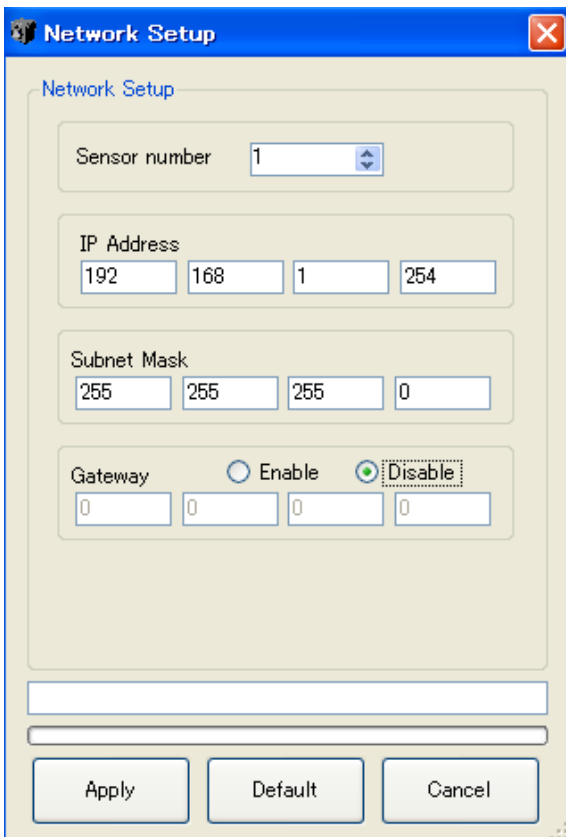 Network Setup
Network Setup
Sensor number 1
IP Address
192 168 1 254
Subnet Mask
255 255 255 0
Gateway Enable Disable
0 0 0 0
Apply Default Cancel